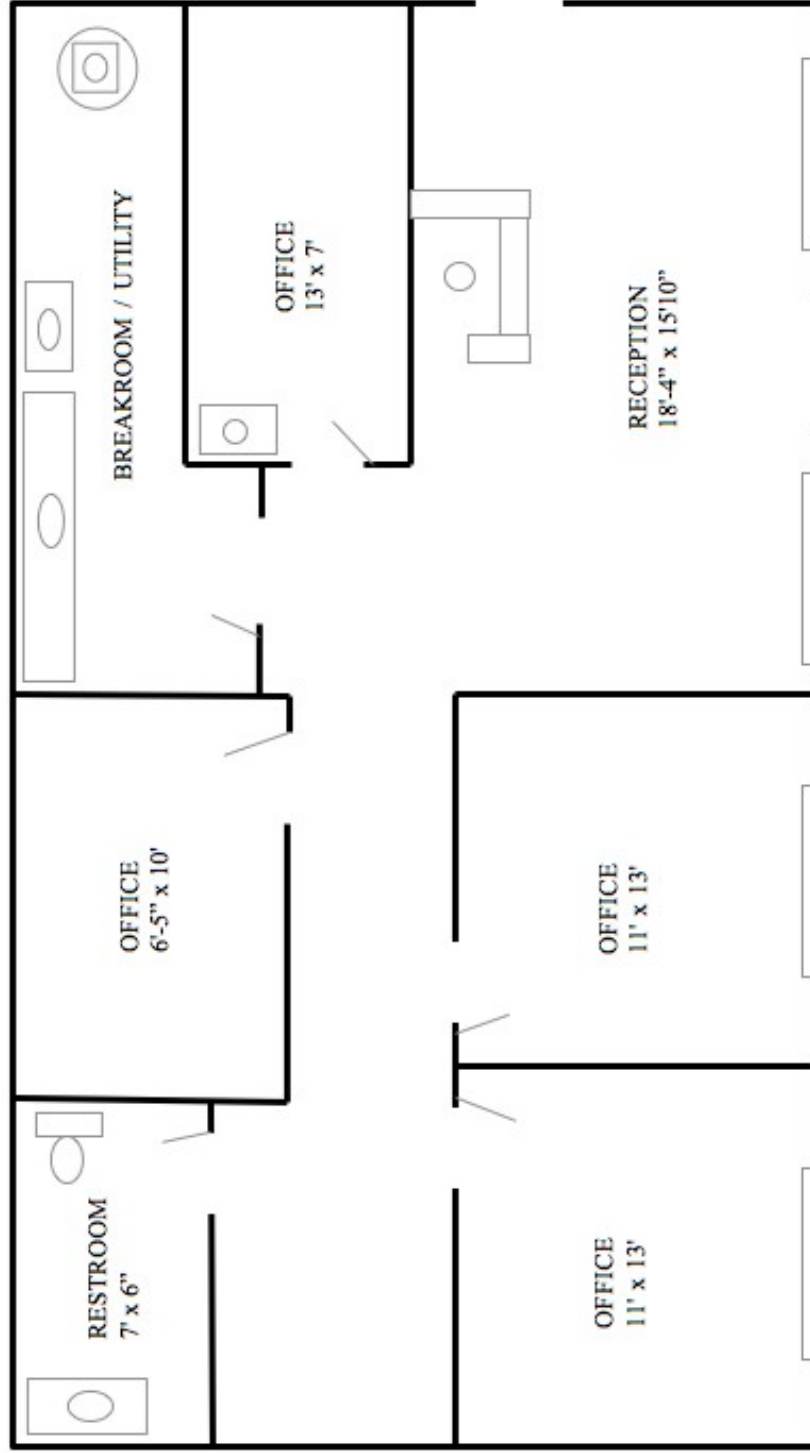 BREAKROOM / UTILITY
OFFICE
13' x 7'
RECEPTION
18'-4” x 15'10”
OFFICE
6'-5” x 10'
OFFICE
11' x 13'
RESTROOM
7' x 6”
OFFICE
11' x 13'